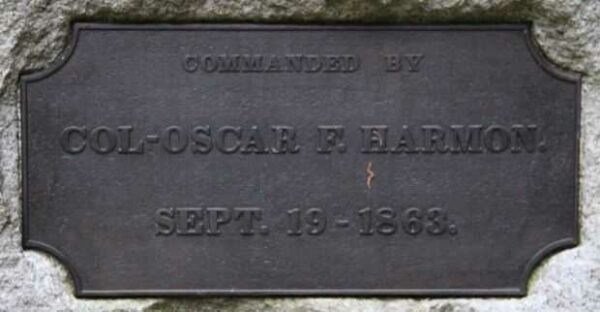 COMMANDED BY
COL-OSCAR F. HARMON.
SEPT. 19-1863.